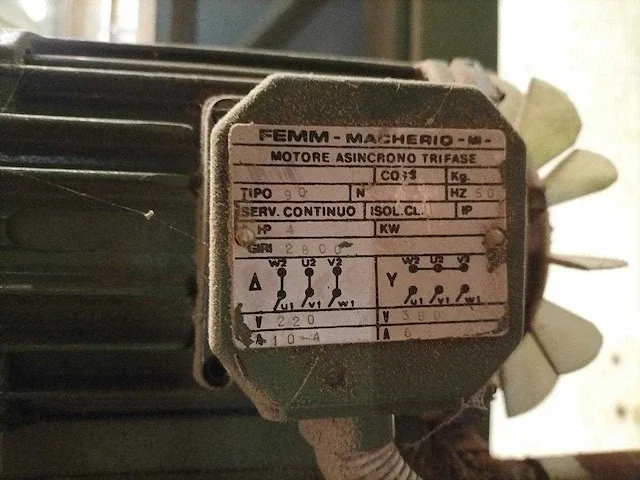 FEMM - MACHERIO - MI -
MOTORE ASINCRONO TRIFASE
COS Kg.
TIPO 90 N HZ 50
SERV. CONTINUO ISOL.CL. IP
HP 4 KW
GIRI 2800
W2 U2 V2 W2 U2 V2
Δ Y
U1 V1 W1 U1 V1 W1
V 220 V 380
A 10-4 A 6